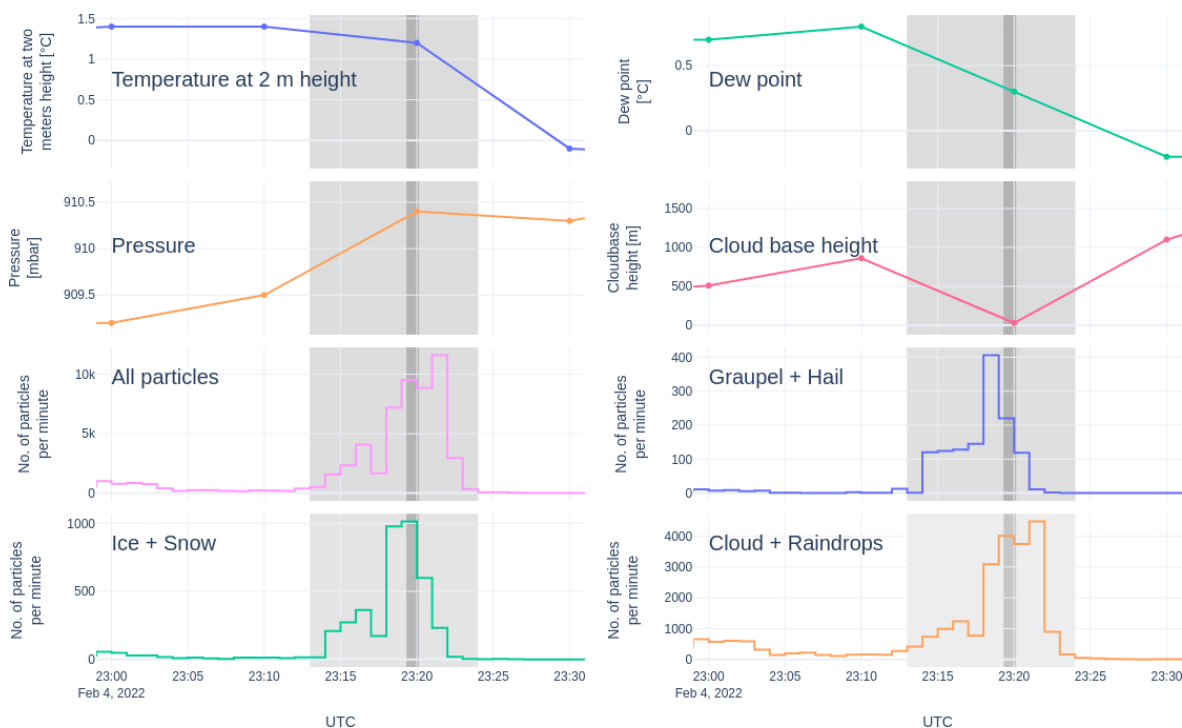 Temperature at two
meters height [°C]
1.5
1
0.5
0
Temperature at 2 m height
Dew point
[°C]
0.5
0
Dew point
Pressure
[mbar]
910.5
910
909.5
Pressure
Cloudbase
height [m]
1500
1000
500
0
Cloud base height
No. of particles
per minute
10k
5k
0
All particles
No. of particles
per minute
400
300
200
100
0
Graupel + Hail
No. of particles
per minute
1000
500
0
Ice + Snow
23:00 23:05 23:10 23:15 23:20 23:25 23:30
Feb 4, 2022
UTC
No. of particles
per minute
4000
3000
2000
1000
0
Cloud + Raindrops
23:00 23:05 23:10 23:15 23:20 23:25 23:30
Feb 4, 2022
UTC